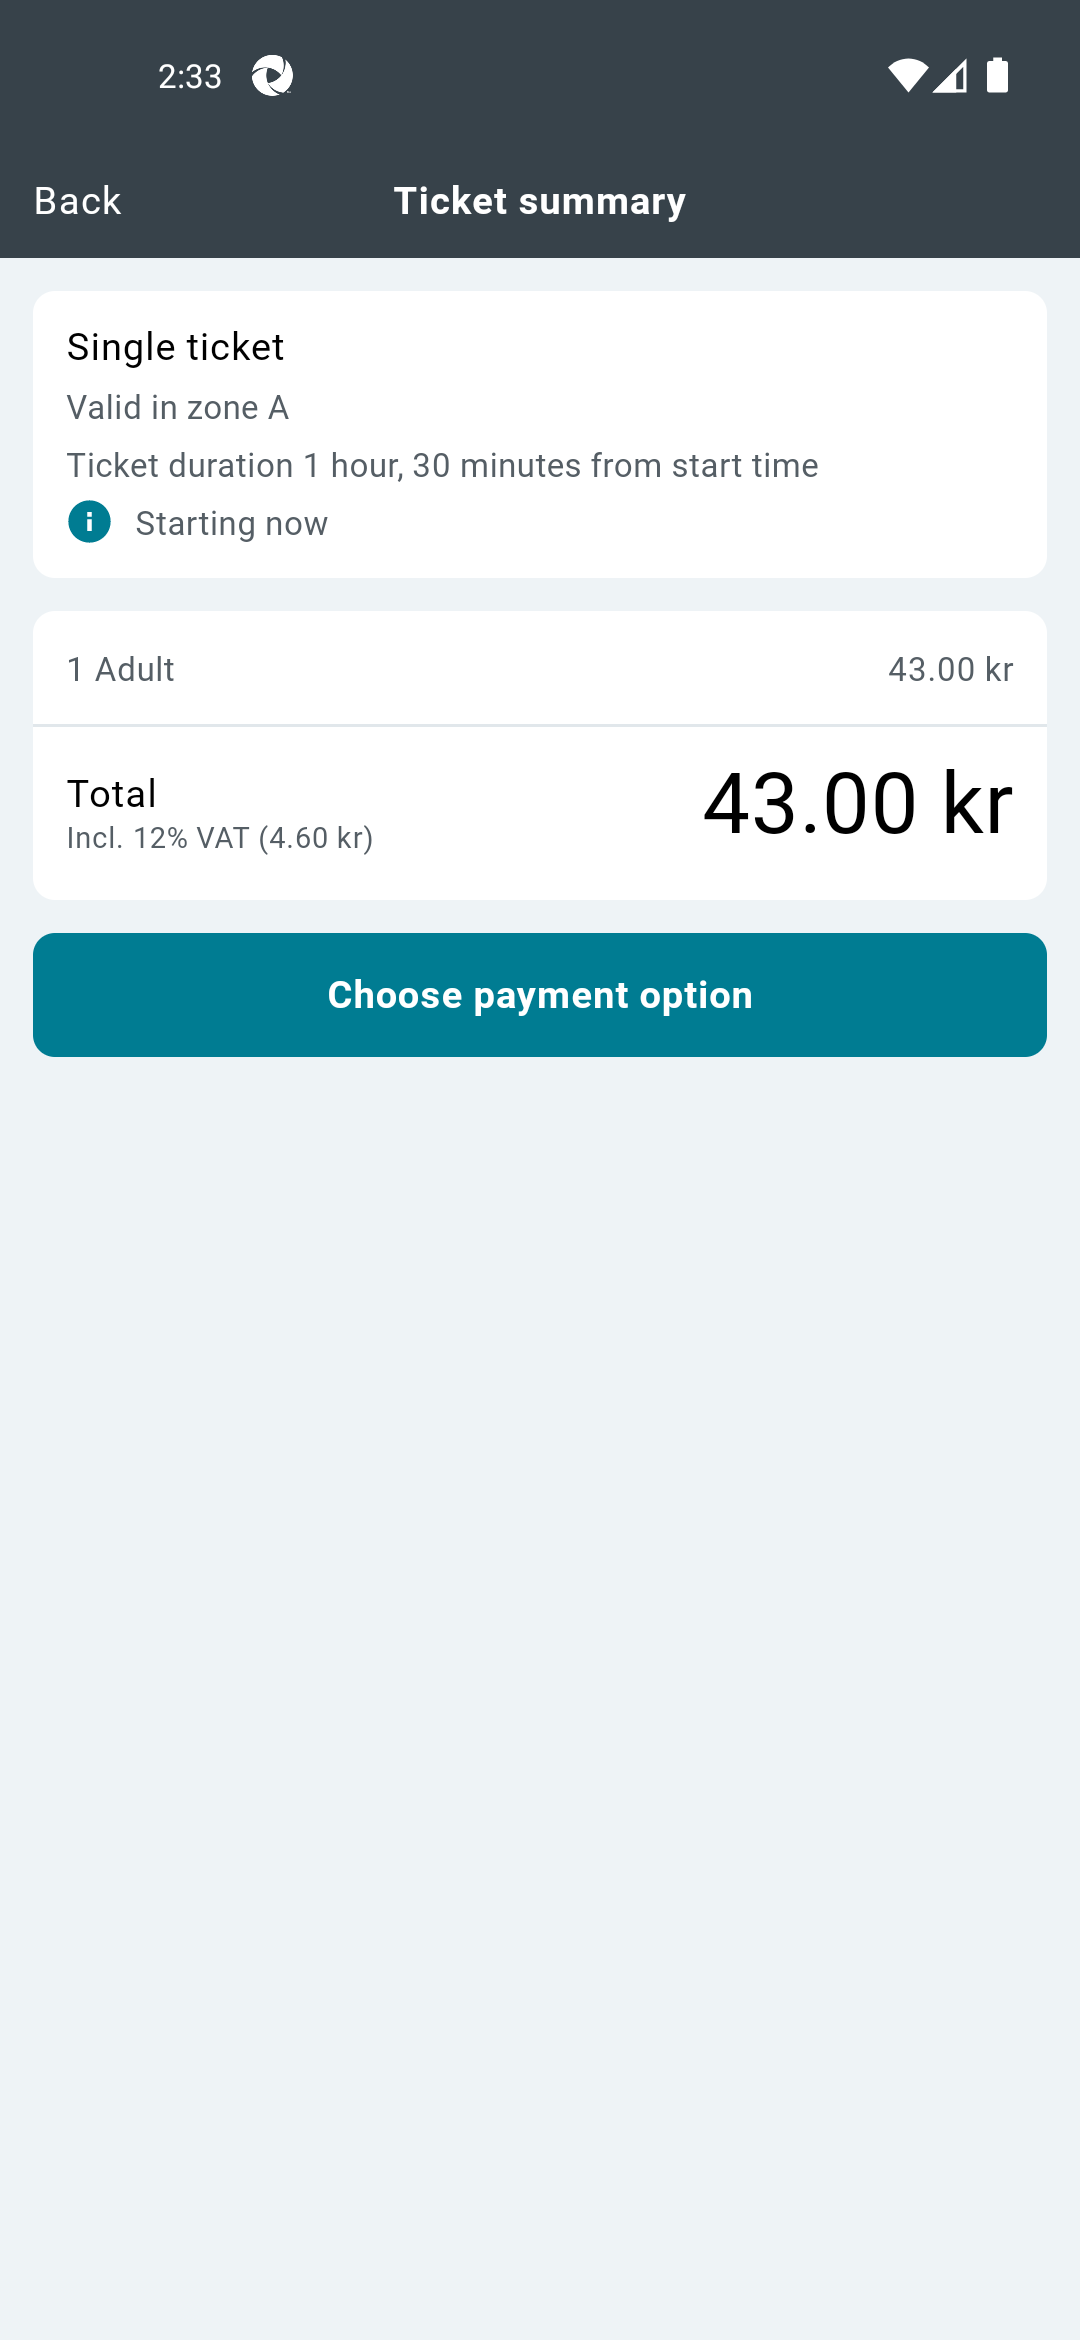 2:33
Back
Ticket summary
Single ticket
Valid in zone A
Ticket duration 1 hour, 30 minutes from start time
Starting now
1 Adult 43.00 kr
Total 43.00 kr
Incl. 12% VAT (4.60 kr)
Choose payment option